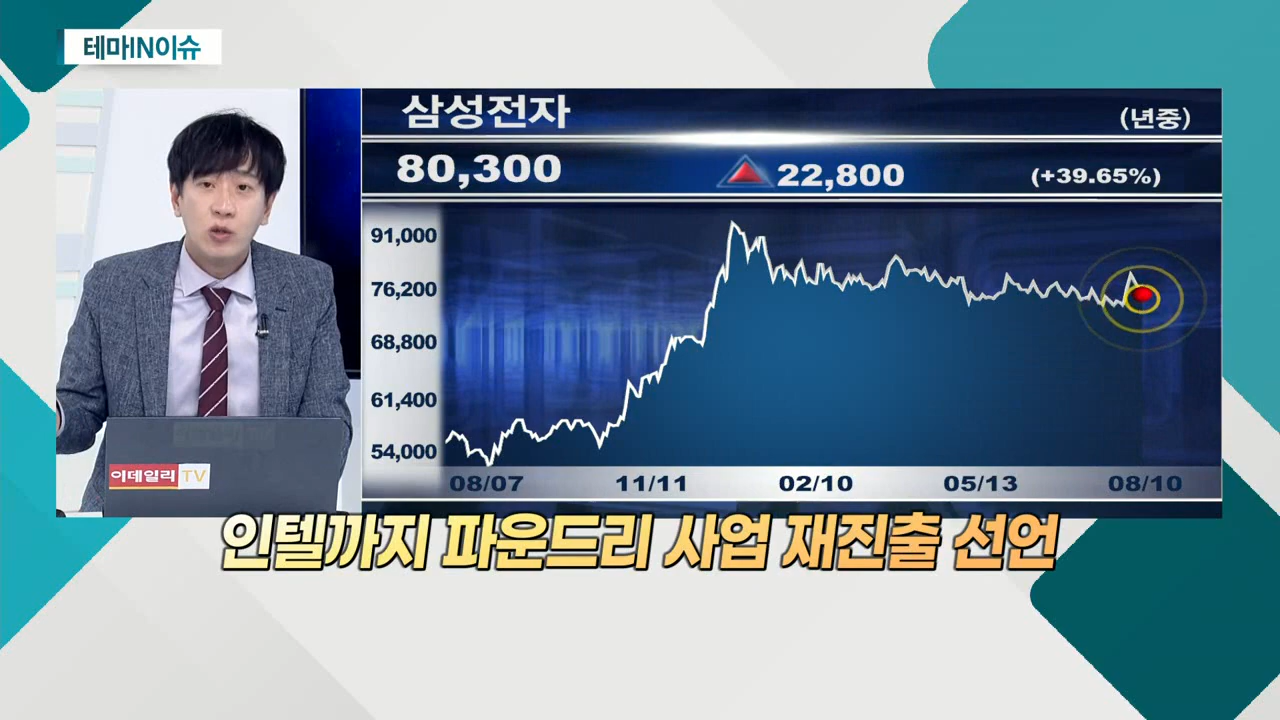 테마IN이슈
삼성전자 (년중)
80,300 22,800 (+39.65%)
91,000
76,200
68,800
61,400
54,000
08/07 11/11 02/10 05/13 08/10
이데일리TV
인텔까지 파운드리 사업 재진출 선언